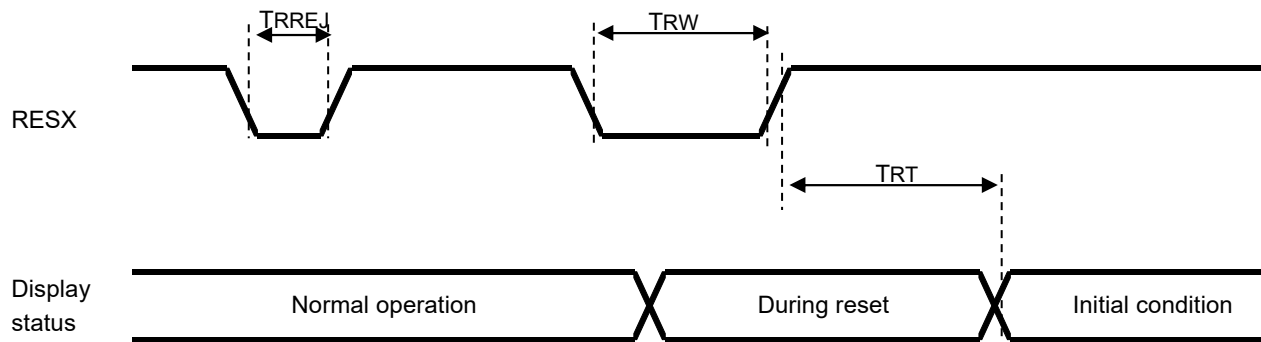 TRREJ
TRW
RESX
TRT
Display
status
Normal operation
During reset
Initial condition